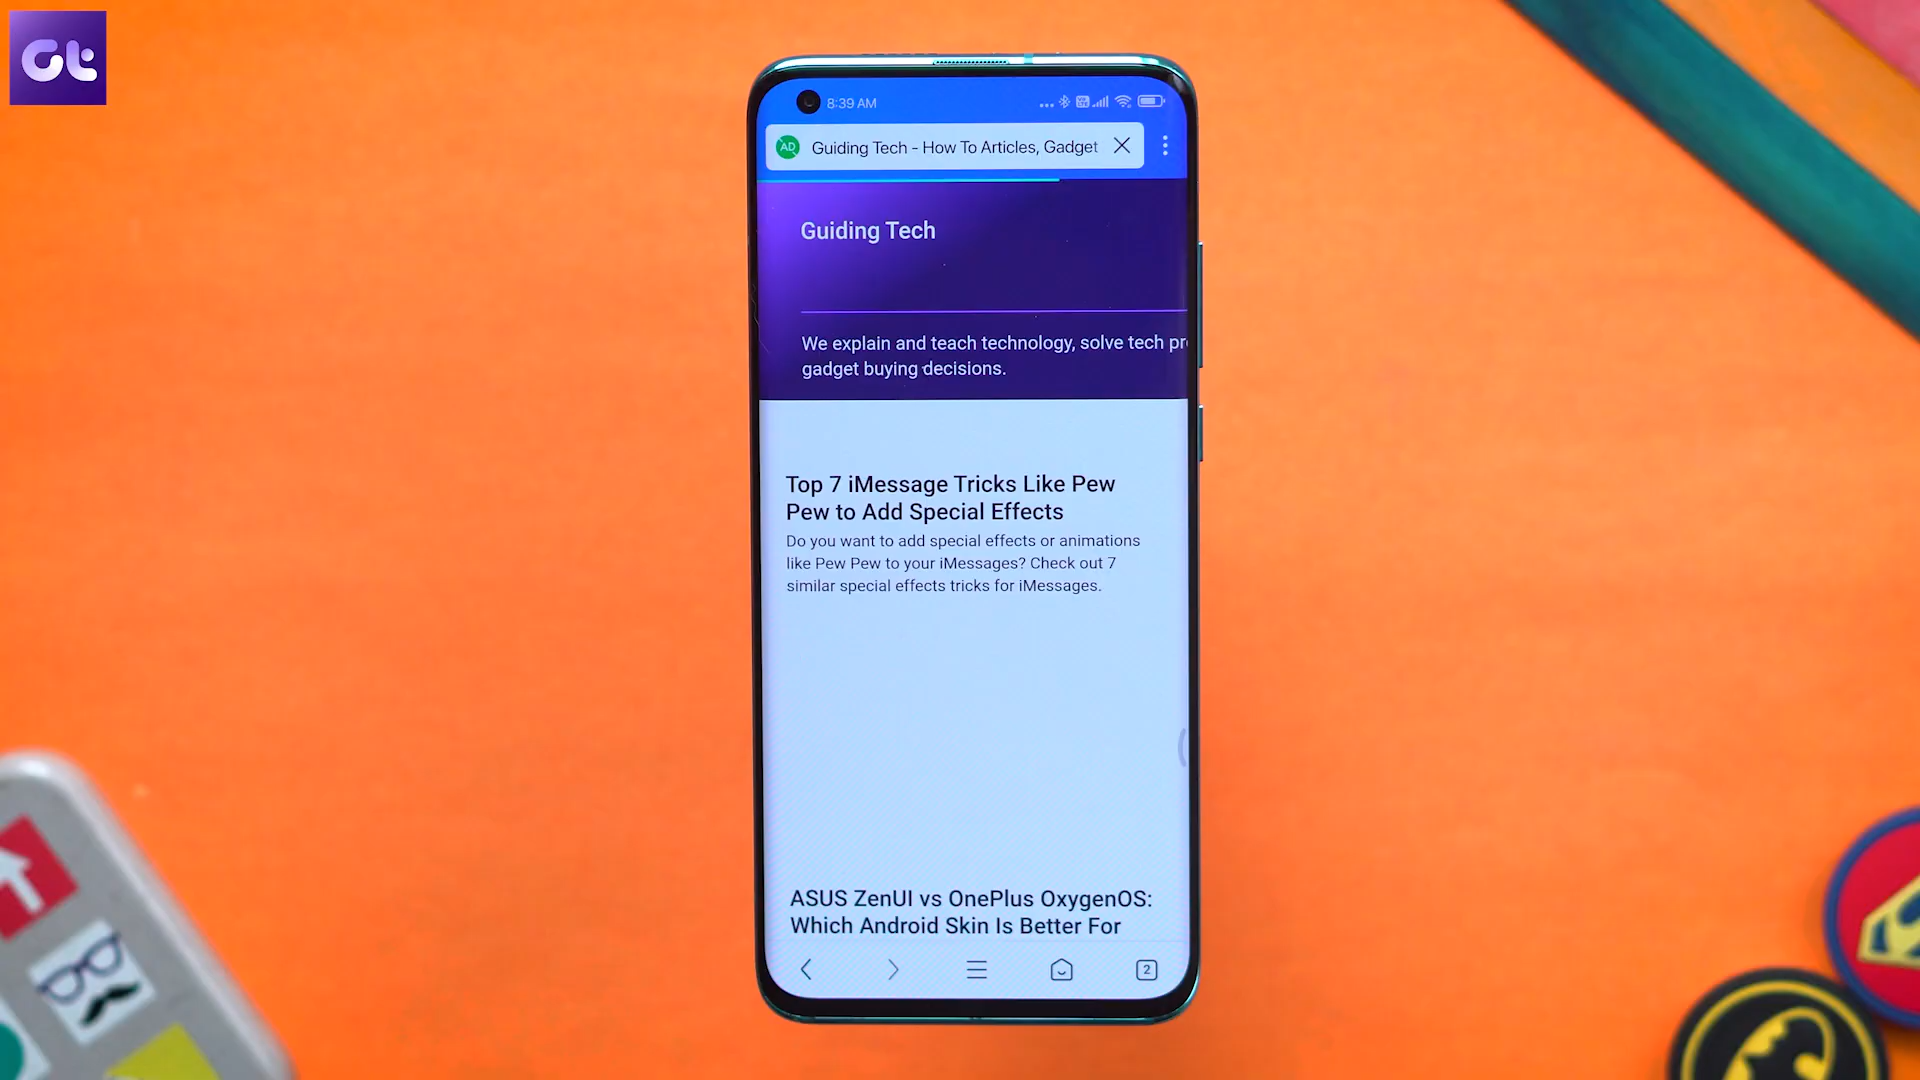 Gt
8:39 AM
AD Guiding Tech - How To Articles, Gadget
Guiding Tech
We explain and teach technology, solve tech pr
gadget buying decisions.
Top 7 iMessage Tricks Like Pew
Pew to Add Special Effects
Do you want to add special effects or animations
like Pew Pew to your iMessages? Check out 7
similar special effects tricks for iMessages.
ASUS ZenUI vs OnePlus OxygenOS:
Which Android Skin Is Better For
2